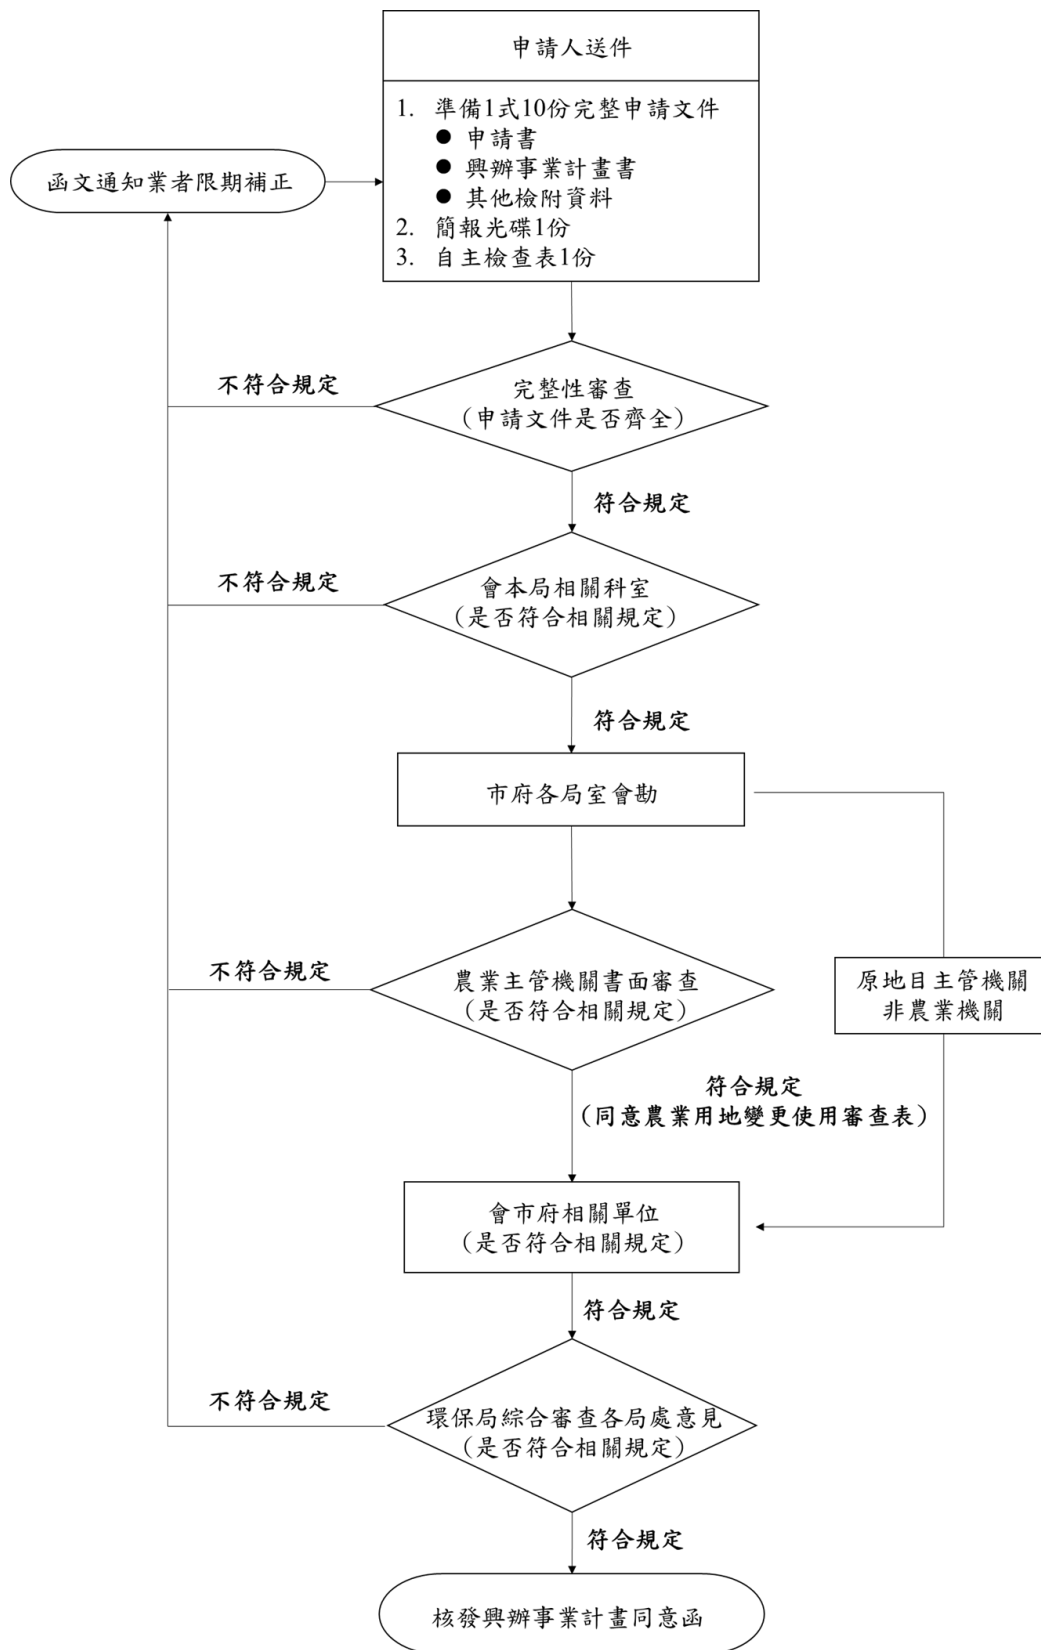 申請人送件
1. 準備1式10份完整申請文件
● 申請書
● 興辦事業計畫書
● 其他檢附資料
2. 簡報光碟1份
3. 自主檢查表1份
函文通知業者限期補正
完整性審查
（申請文件是否齊全）
不符合規定
符合規定
會本局相關科室
（是否符合相關規定）
不符合規定
符合規定
市府各局室會勘
農業主管機關書面審查
（是否符合相關規定）
不符合規定
原地目主管機關
非農業機關
符合規定
（同意農業用地變更使用審查表）
會市府相關單位
（是否符合相關規定）
符合規定
環保局綜合審查各局處意見
（是否符合相關規定）
不符合規定
符合規定
核發興辦事業計畫同意函